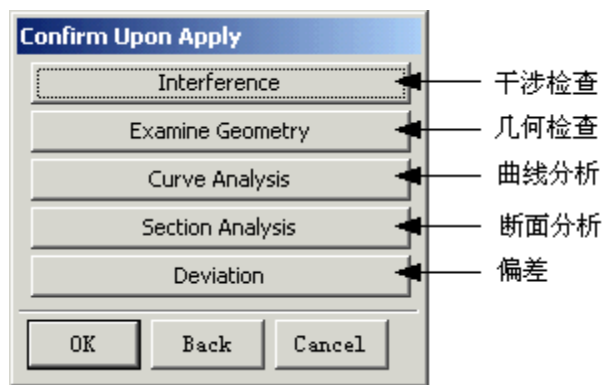 Confirm Upon Apply
Interference 干涉检查
Examine Geometry 几何检查
Curve Analysis 曲线分析
Section Analysis 断面分析
Deviation 偏差
OK Back Cancel